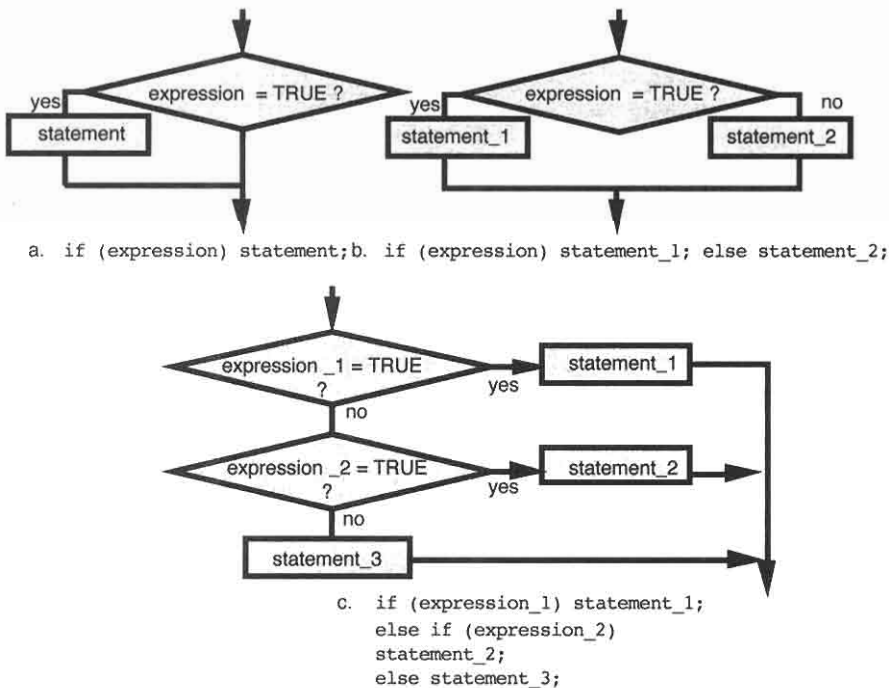 expression = TRUE ?
yes
statement
expression = TRUE ?
yes
no
statement_1
statement_2
a. if (expression) statement;
b. if (expression) statement_1; else statement_2;
expression _1 = TRUE
?
yes
statement_1
no
expression _2 = TRUE
?
yes
statement_2
no
statement_3
c. if (expression_1) statement_1;
else if (expression_2)
statement_2;
else statement_3;